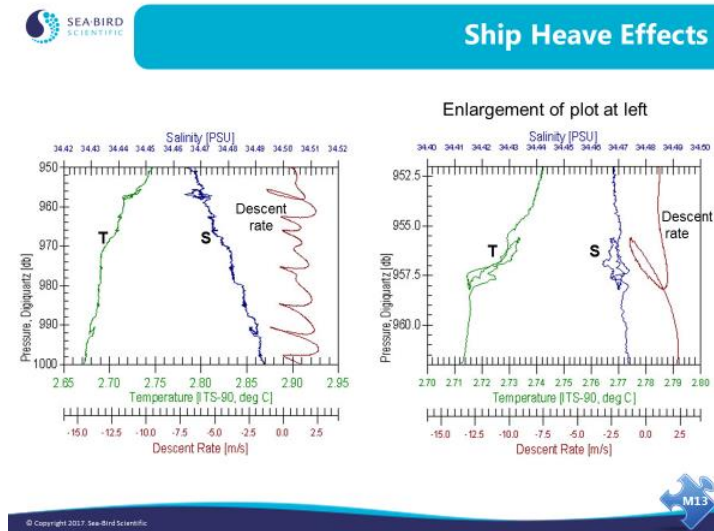 SEA·BIRD
SCIENTIFIC
Ship Heave Effects
Enlargement of plot at left
Salinity [PSU]
34.42 34.43 34.44 34.45 34.46 34.47 34.48 34.49 34.50 34.51 34.52
950
960
970
980
990
1000
Pressure, Digiquartz [db]
T
S
Descent
rate
2.65 2.70 2.75 2.80 2.85 2.90 2.95
Temperature [ITS-90, deg C]
-15.0 -12.5 -10.0 -7.5 -5.0 -2.5 0.0 2.5
Descent Rate [m/s]
Salinity [PSU]
34.40 34.41 34.42 34.43 34.44 34.45 34.46 34.47 34.48 34.49 34.50
952.5
955.0
957.5
960.0
Pressure, Digiquartz [db]
T
S
Descent
rate
2.70 2.71 2.72 2.73 2.74 2.75 2.76 2.77 2.78 2.79 2.80
Temperature [ITS-90, deg C]
-15.0 -12.5 -10.0 -7.5 -5.0 -2.5 0.0 2.5
Descent Rate [m/s]
M13
© Copyright 2017. Sea-Bird Scientific